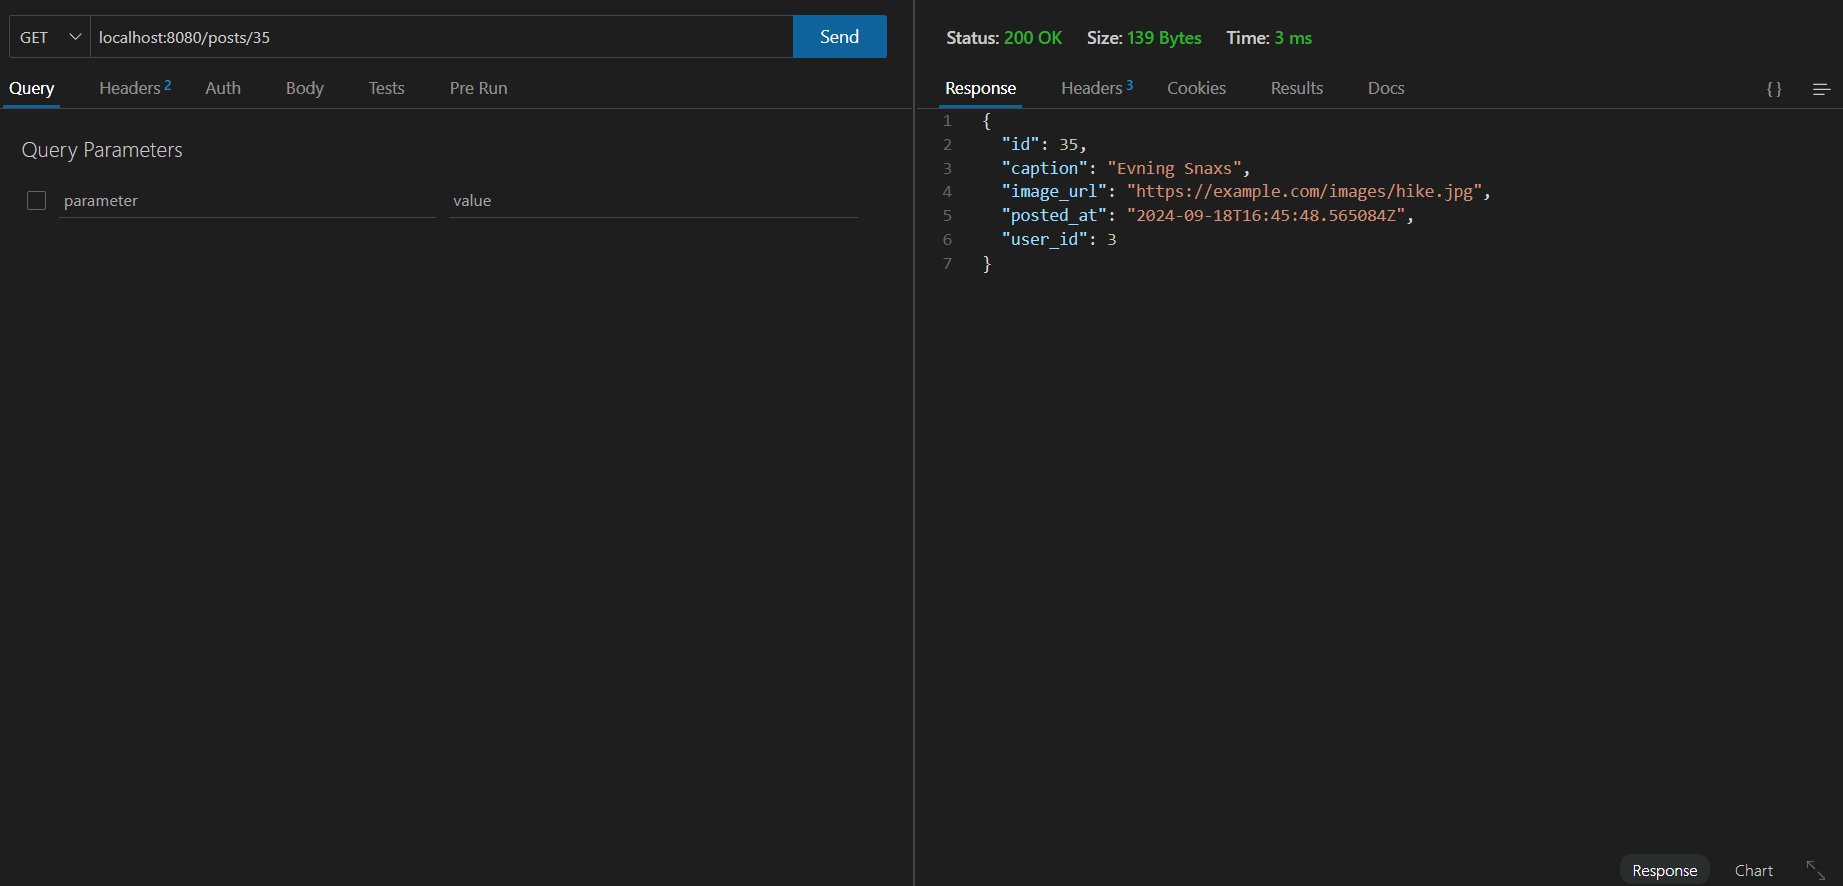 GET localhost:8080/posts/35 Send
Query Headers 2 Auth Body Tests Pre Run
Query Parameters
parameter value
Status: 200 OK Size: 139 Bytes Time: 3 ms
Response Headers 3 Cookies Results Docs {}
1 {
2 "id": 35,
3 "caption": "Evning Snaxs",
4 "image_url": "https://example.com/images/hike.jpg",
5 "posted_at": "2024-09-18T16:45:48.565084Z",
6 "user_id": 3
7 }
Response Chart